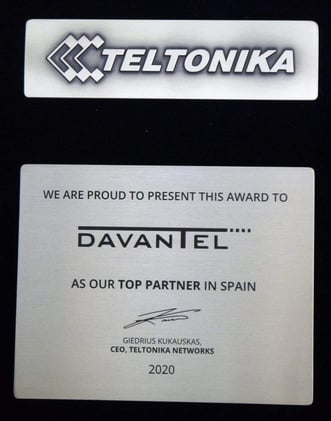 TELTONIKA
WE ARE PROUD TO PRESENT THIS AWARD TO
DAVANTEL
AS OUR TOP PARTNER IN SPAIN
GIEDRIUS KUKAUSKAS,
CEO, TELTONIKA NETWORKS
2020